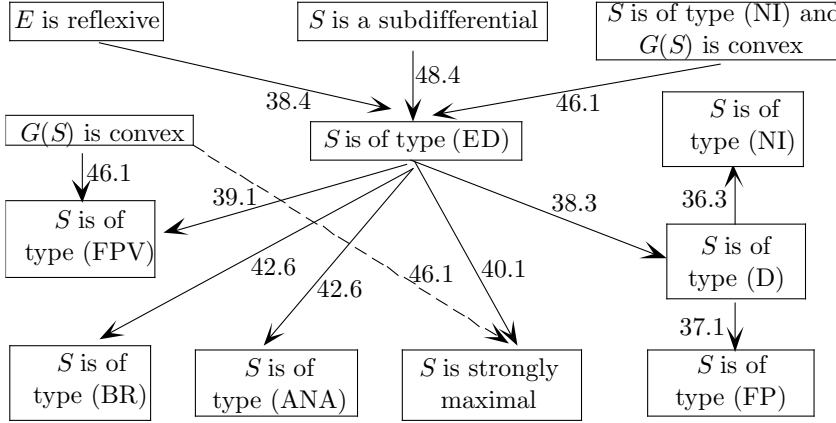 E is reflexive
S is a subdifferential
S is of type (NI) and
G(S) is convex
38.4
48.4
46.1
G(S) is convex
S is of type (ED)
S is of
type (NI)
46.1
39.1
38.3
36.3
S is of
type (FPV)
S is of
type (D)
42.6
42.6
46.1
40.1
37.1
S is of
type (BR)
S is of
type (ANA)
S is strongly
maximal
S is of
type (FP)